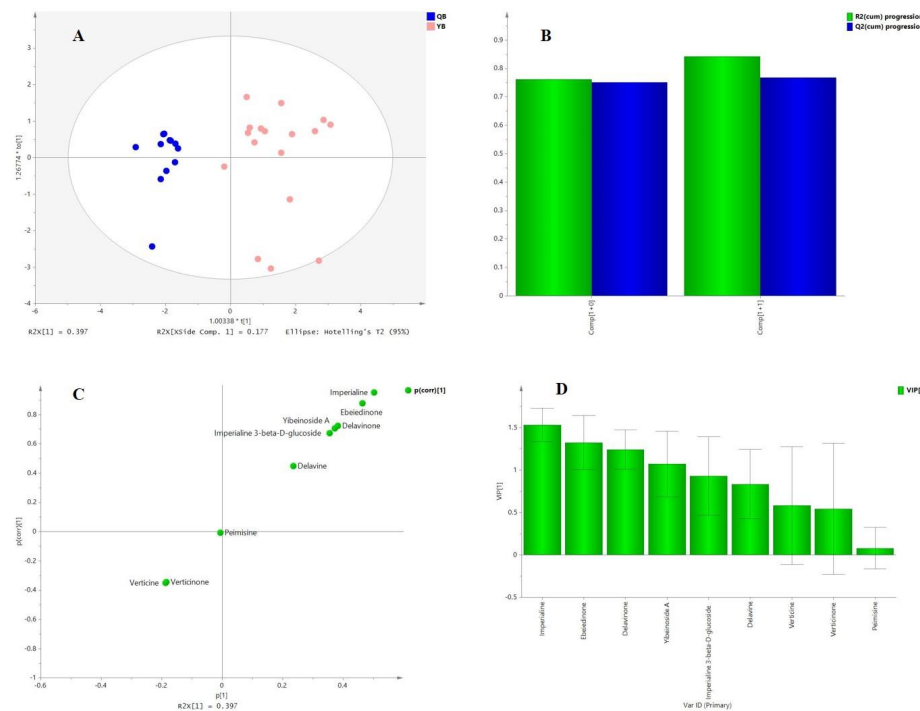 A
QB
YB
1.26774 * to[1]
4
3
2
1
0
-1
-2
-3
-4
-6
-4
-2
0
2
4
6
1.00338 * t[1]
R2X[1] = 0.397
R2X[XSide Comp. 1] = 0.177
Ellipse: Hotelling's T2 (95%)
B
R2(cum) progression
Q2(cum) progression
0.9
0.8
0.7
0.6
0.5
0.4
0.3
0.2
0.1
0
Comp[1+0]
Comp[1+1]
C
p(corr)[1]
p(corr)[1]
0.8
0.6
0.4
0.2
0
-0.2
-0.4
-0.6
-0.8
-1
Imperialine
Ebeiedinone
Yibeinoside A
Delavinone
Imperialine 3-beta-D-glucoside
Delavine
Peimisine
Verticine
Verticinone
-0.6
-0.4
-0.2
0
0.2
0.4
p[1]
R2X[1] = 0.397
D
VIP[
VIP[1]
1.5
1
0.5
0
-0.5
Imperialine
Ebeiedinone
Delavinone
Yibeinoside A
Imperialine 3-beta-D-glucoside
Delavine
Verticinone
Peimisine
Var ID (Primary)